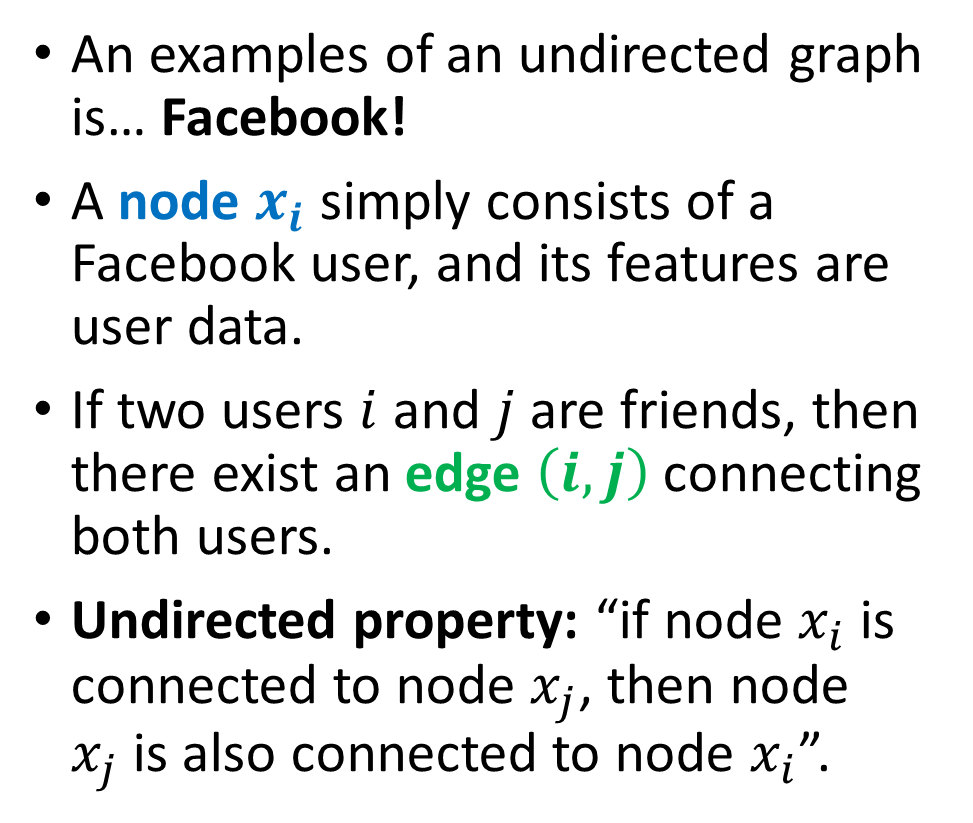 • An examples of an undirected graph
is... Facebook!
• A node xᵢ simply consists of a
Facebook user, and its features are
user data.
• If two users i and j are friends, then
there exist an edge (i, j) connecting
both users.
• Undirected property: “if node xᵢ is
connected to node xⱼ, then node
xⱼ is also connected to node xᵢ”.